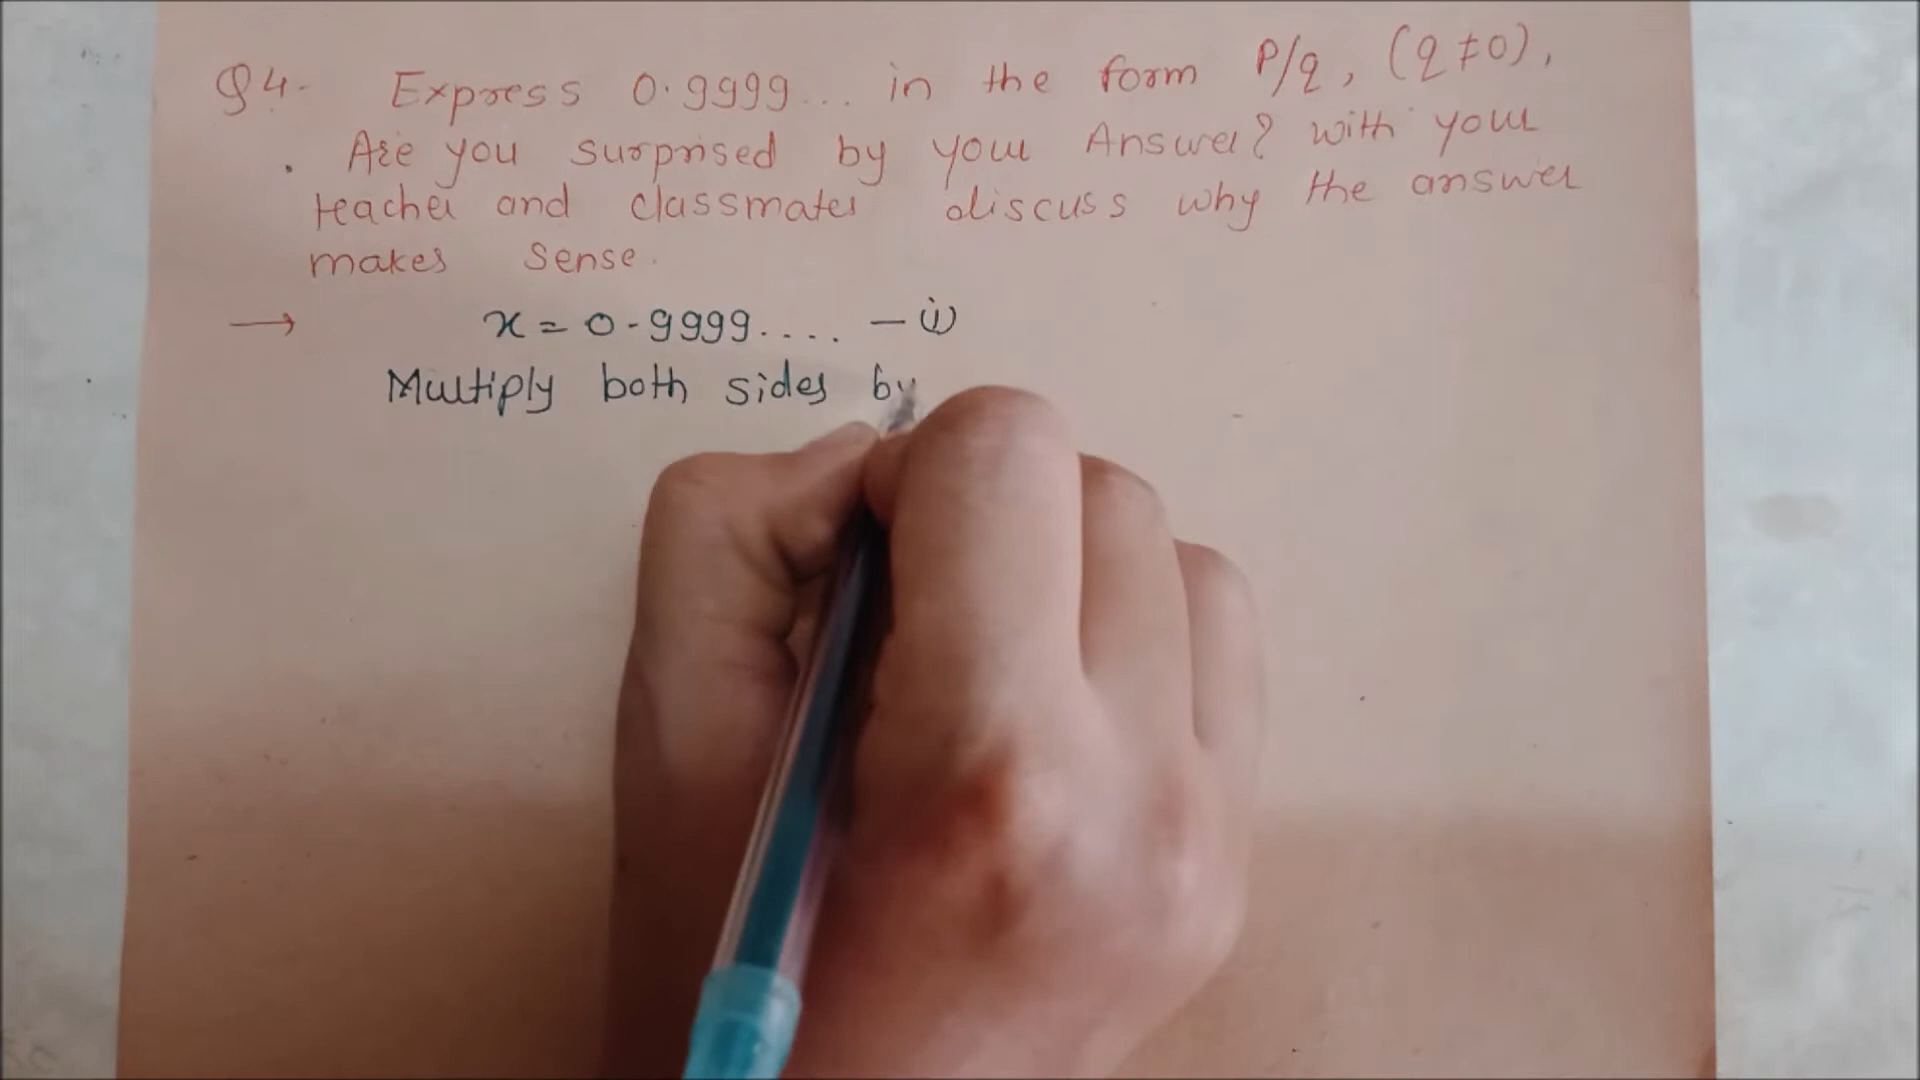 Q4. Express 0.9999... in the form P/q, (q≠0),
Are you surprised by your Answer? with your
teacher and classmates discuss why the answer
makes sense.
→ x = 0.9999.... – (i)
Multiply both sides by